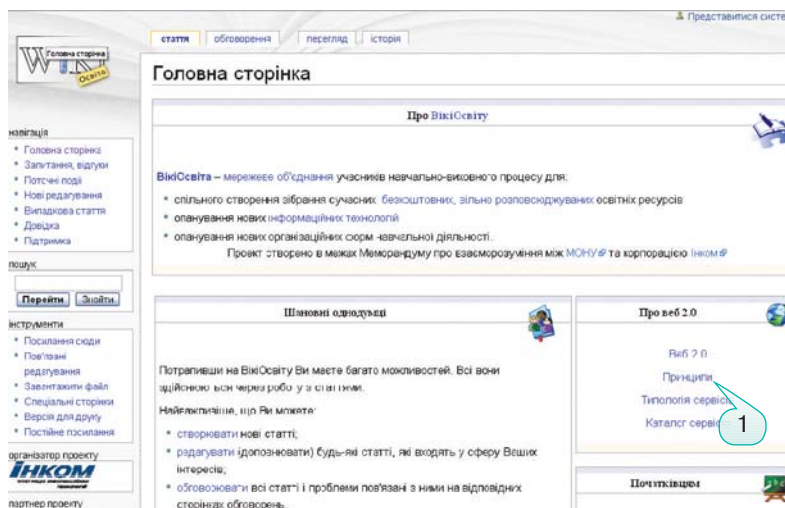 Представитися систе
стаття обговорення перегляд історія
Головна сторінка
WIKI
Освіта
Головна сторінка
Про ВікіОсвіту
ВікіОсвіта – мережеве об'єднання учасників навчально-виховного процесу для:
спільного створення зібрання сучасних безкоштовних, вільно розповсюджуваних освітніх ресурсів
опанування нових інформаційних технологій
опанування нових організаційних форм навчальної діяльності.
Проект створено в межах Меморандуму про взаєморозуміння між МОНУ та корпорацією Інком
навігація
Головна сторінка
Запитання, відгуки
Поточні події
Нові редагування
Випадкова стаття
Довідка
Підтримка
пошук
Перейти Знайти
інструменти
Посилання сюди
Пов'язані
редагування
Завантажити файл
Спеціальні сторінки
Версія для друку
Постійне посилання
організатор проекту
ІНКОМ
партнер проекту
Шановні однодумці
Потрапивши на ВікіОсвіту Ви маєте багато можливостей. Всі вони
здійснюються через роботу з статтями.
Найважливіше, що Ви можете:
створювати нові статті;
редагувати (доповнювати) будь-які статті, які входять у сферу Ваших
інтересів;
обговорювати всі статті і проблеми пов'язані з ними на відповідних
сторінках обговорень
Про веб 2.0
Веб 2.0
Принципи
Типологія сервісі
Каталог сервіс
1
Початківцям